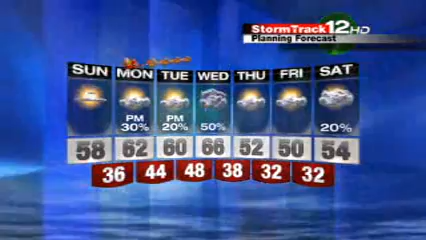 StormTrack 12 HD
Planning Forecast
SUN MON TUE WED THU FRI SAT
PM PM
30% 20% 50% 20%
58 62 60 66 52 50 54
36 44 48 38 32 32